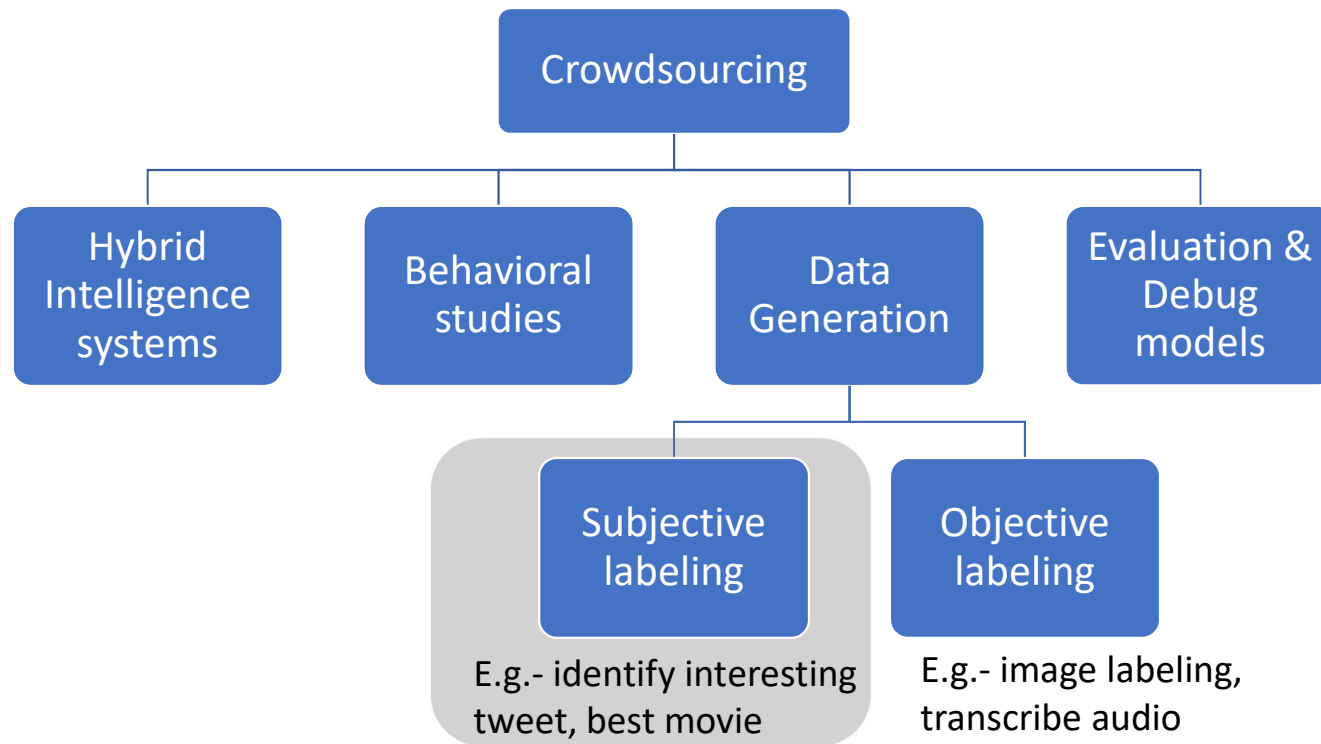 Crowdsourcing
Hybrid
Intelligence
systems
Behavioral
studies
Data
Generation
Evaluation &
Debug
models
Subjective
labeling
Objective
labeling
E.g.- identify interesting
tweet, best movie
E.g.- image labeling,
transcribe audio